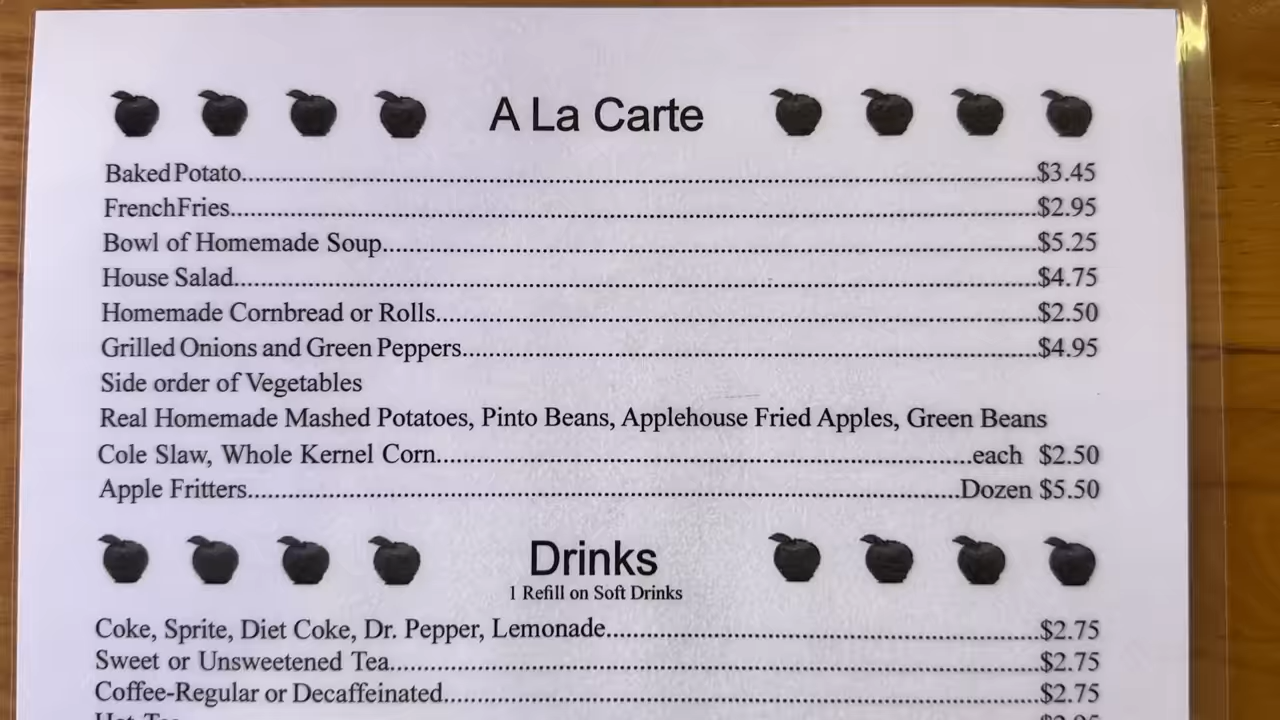 A La Carte
Baked Potato....................$3.45
FrenchFries....................$2.95
Bowl of Homemade Soup....................$5.25
House Salad....................$4.75
Homemade Cornbread or Rolls....................$2.50
Grilled Onions and Green Peppers....................$4.95
Side order of Vegetables
Real Homemade Mashed Potatoes, Pinto Beans, Applehouse Fried Apples, Green Beans
Cole Slaw, Whole Kernel Corn....................each $2.50
Apple Fritters....................Dozen $5.50
Drinks
1 Refill on Soft Drinks
Coke, Sprite, Diet Coke, Dr. Pepper, Lemonade....................$2.75
Sweet or Unsweetened Tea....................$2.75
Coffee-Regular or Decaffeinated....................$2.75